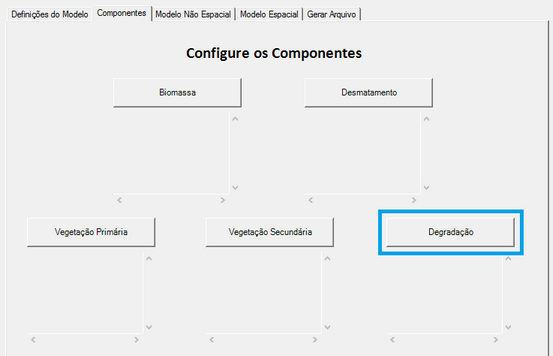 Definições do Modelo Componentes Modelo Não Espacial Modelo Espacial Gerar Arquivo
Configure os Componentes
Biomassa Desmatamento
Vegetação Primária Vegetação Secundária Degradação